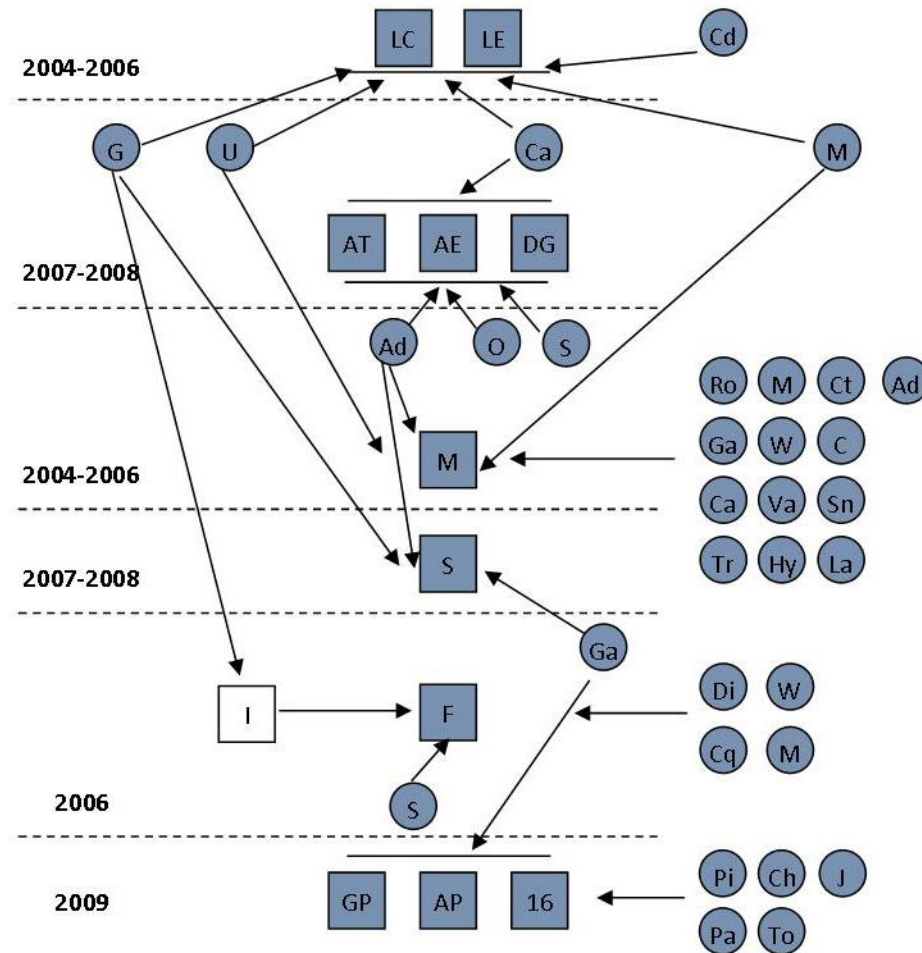 LC LE Cd
2004-2006
G U Ca M
AT AE DG
2007-2008
Ad O S
Ro M Ct Ad
Ga W C
M
2004-2006
Ca Va Sn
Tr Hy La
S
2007-2008
Ga
Di W
I F
Cq M
S
2006
Pi Ch J
GP AP 16
2009
Pa To